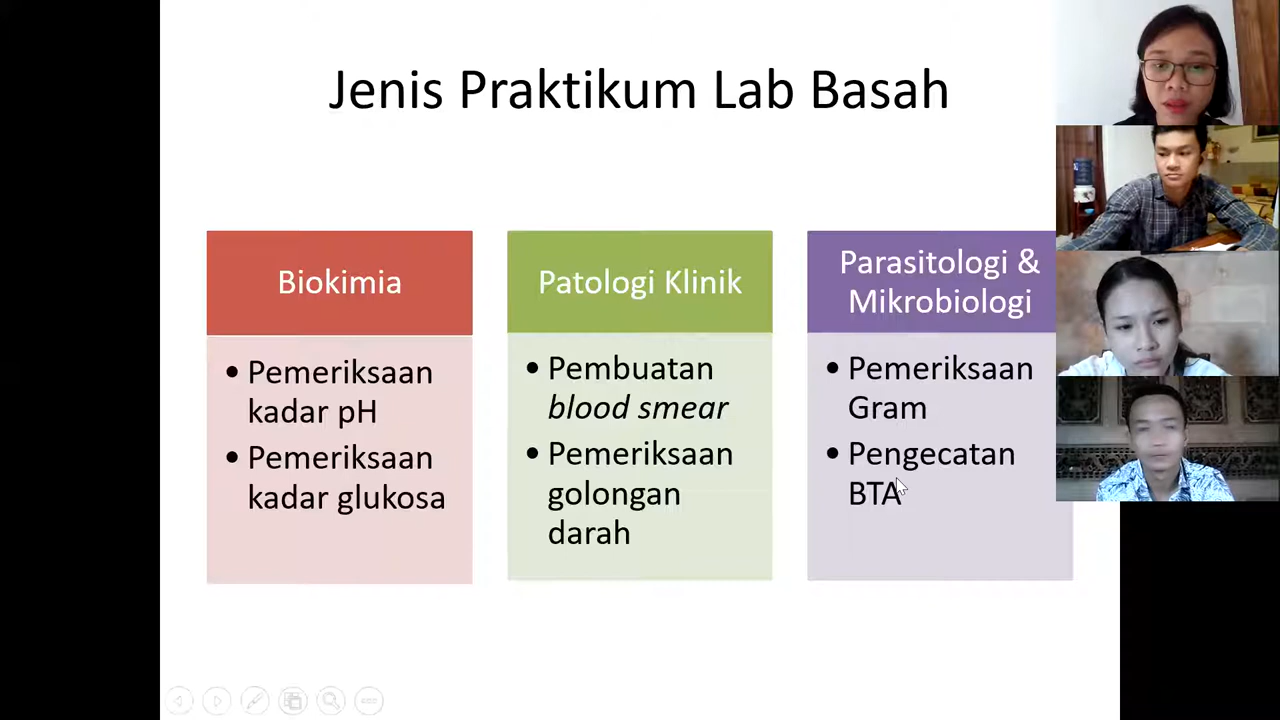 Jenis Praktikum Lab Basah
Biokimia
• Pemeriksaan
kadar pH
• Pemeriksaan
kadar glukosa
Patologi Klinik
• Pembuatan
blood smear
• Pemeriksaan
golongan
darah
Parasitologi &
Mikrobiologi
• Pemeriksaan
Gram
• Pengecatan
BTA